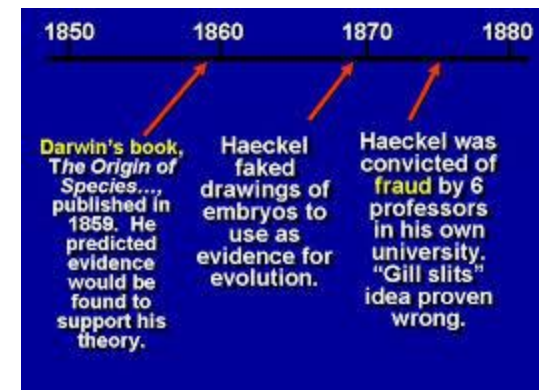 1850 1860 1870 1880
Darwin's book,
The Origin of
Species...,
published in
1859. He
predicted
evidence
would be
found to
support his
theory.
Haeckel
faked
drawings of
embryos to
use as
evidence for
evolution.
Haeckel was
convicted of
fraud by 6
professors
in his own
university.
"Gill slits"
idea proven
wrong.